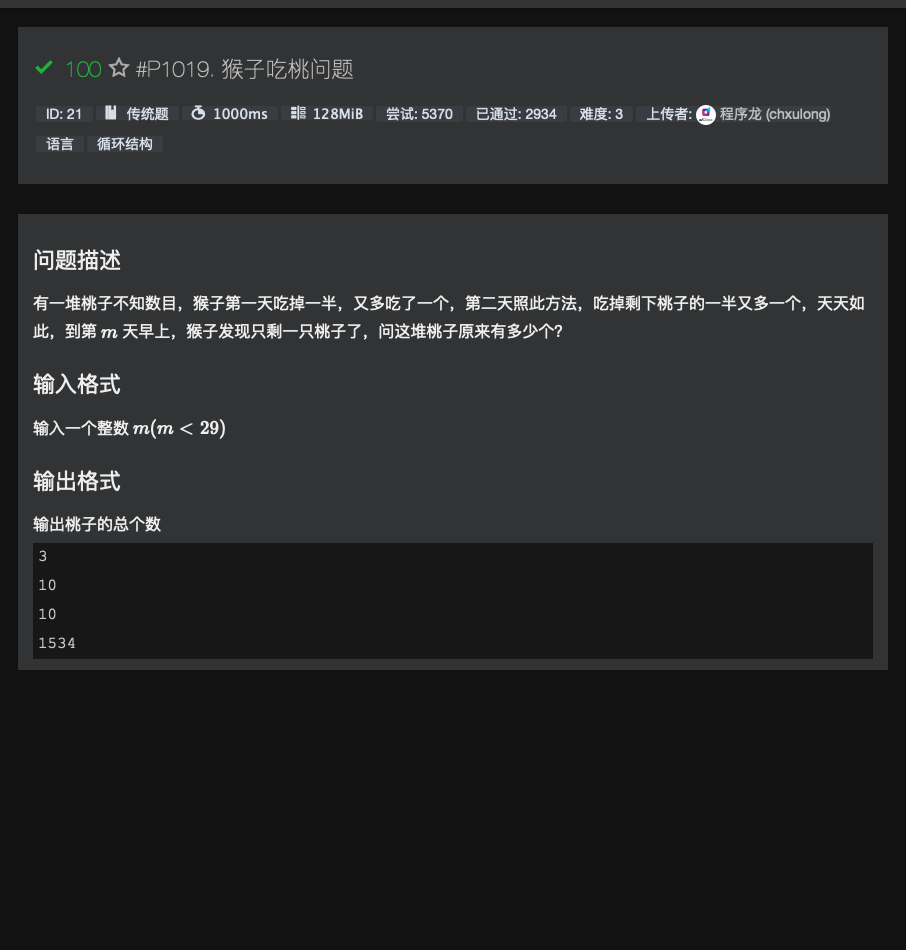 100 #P1019. 猴子吃桃问题
ID: 21 传统题 1000ms 128MiB 尝试: 5370 已通过: 2934 难度: 3 上传者: 程序龙 (chxulong)
语言 循环结构
问题描述
有一堆桃子不知数目，猴子第一天吃掉一半，又多吃了一个，第二天照此方法，吃掉剩下桃子的一半又多一个，天天如
此，到第 m 天早上，猴子发现只剩一只桃子了，问这堆桃子原来有多少个?
输入格式
输入一个整数 m(m < 29)
输出格式
输出桃子的总个数
3
10
10
1534